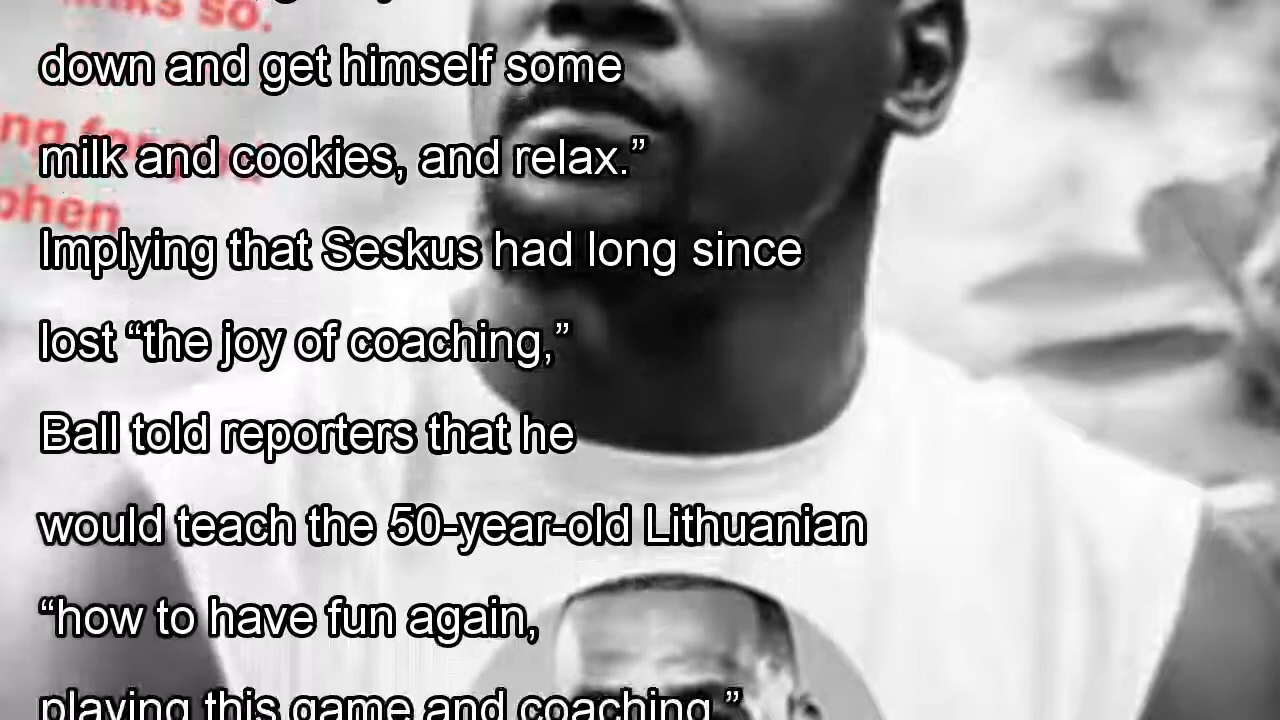 so.
down and get himself some
milk and cookies, and relax.”
Implying that Seskus had long since
lost “the joy of coaching,”
Ball told reporters that he
would teach the 50-year-old Lithuanian
“how to have fun again,
playing this game and coaching.”